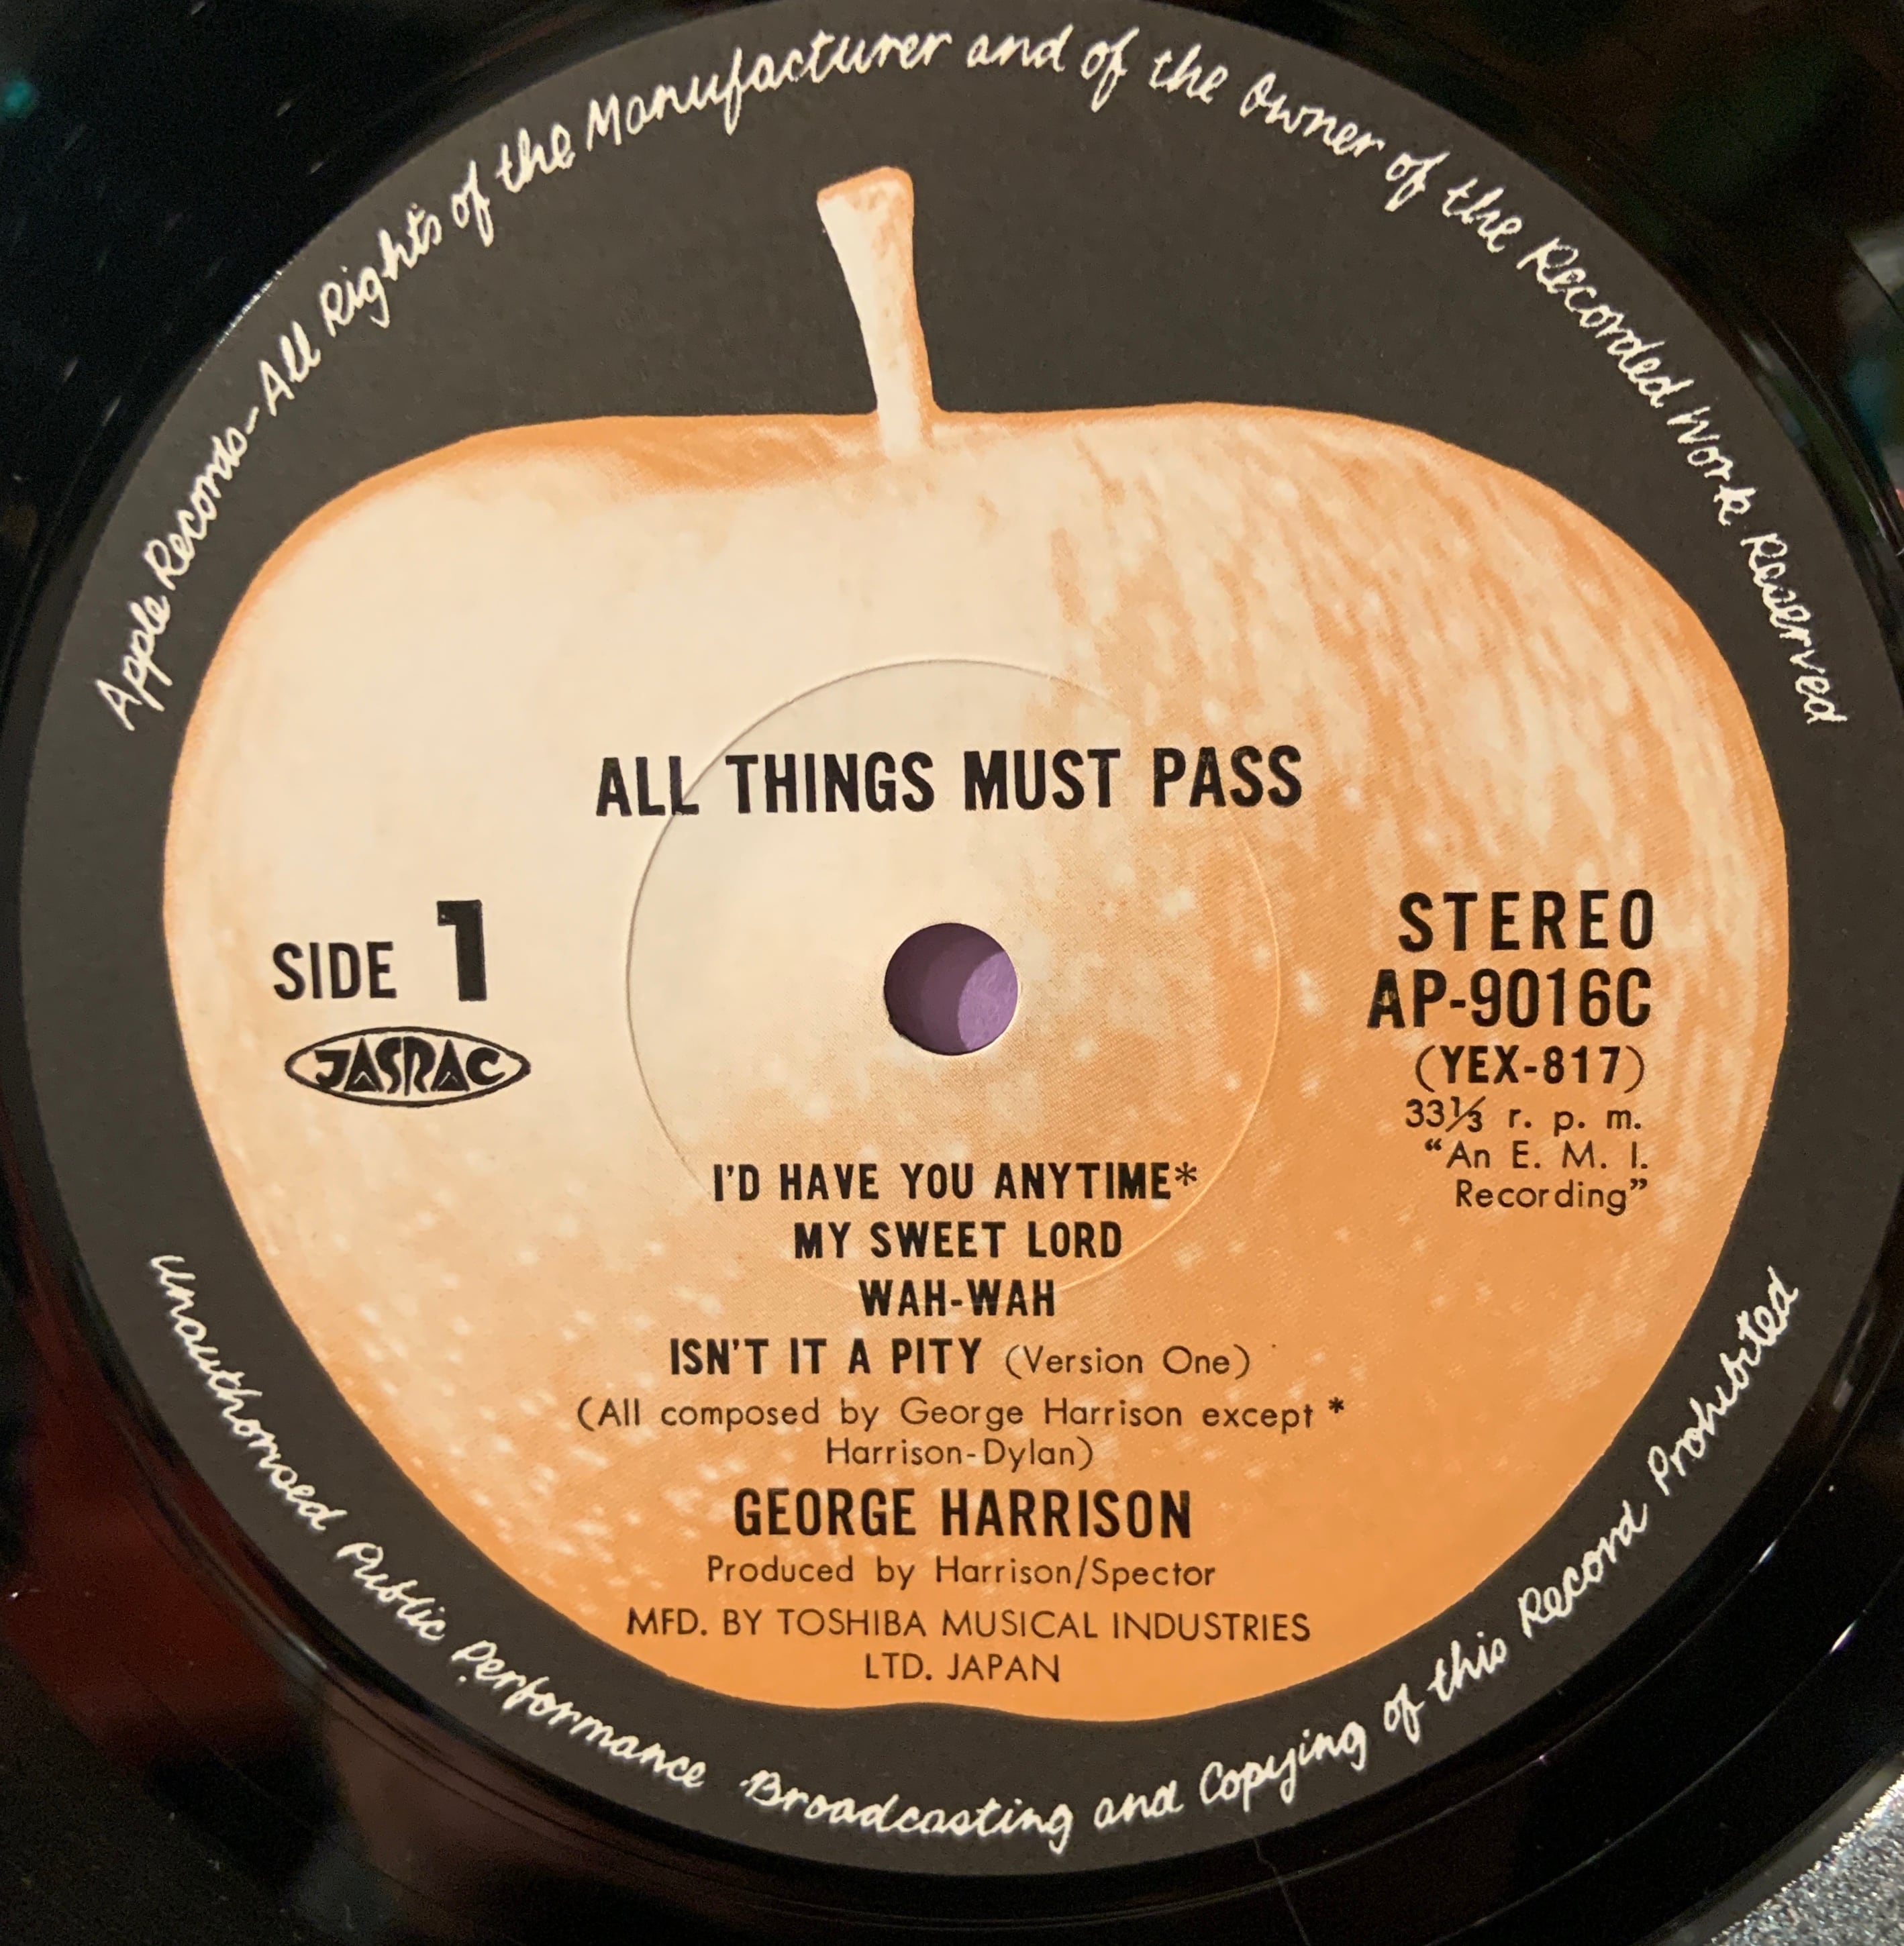 Apple Records-All Rights of the Manufacturer and of the Owner of the Recorded Work Reserved
ALL THINGS MUST PASS
SIDE 1
JASRAC
STEREO
AP-9016C
(YEX-817)
33⅓ r. p. m.
“An E. M. I.
Recording”
I'D HAVE YOU ANYTIME*
MY SWEET LORD
WAH-WAH
ISN'T IT A PITY (Version One)
(All composed by George Harrison except *
Harrison-Dylan)
GEORGE HARRISON
Produced by Harrison/Spector
MFD. BY TOSHIBA MUSICAL INDUSTRIES
LTD. JAPAN
Unauthorised Public Performance Broadcasting and Copying of this Record Prohibited